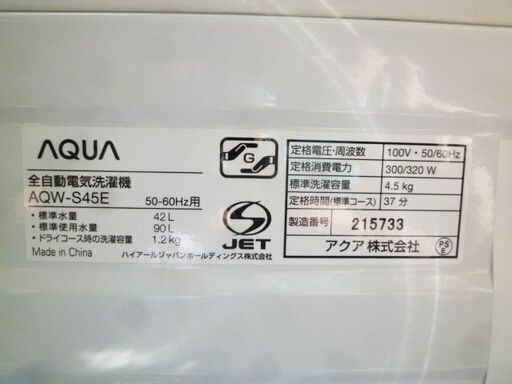 AQUA
全自動電気洗濯機
AQW-S45E 50-60Hz用
・標準水量 42L
・標準使用水量 90L
・ドライコース時の洗濯容量 1.2kg
Made in China
ハイアールジャパンホールディングス株式会社
G
S
JET
定格電圧・周波数 100V・50/60Hz
定格消費電力 300/320W
標準洗濯容量 4.5kg
定格時間(標準コース) 37分
製造番号 215733
アクア株式会社
PS
E